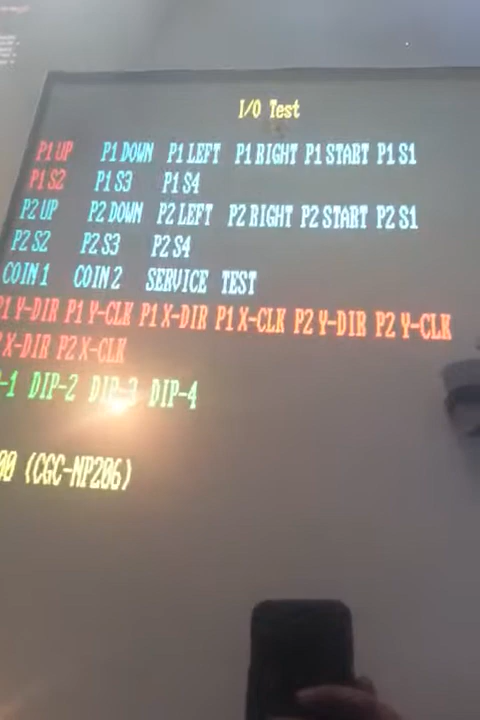 I/O Test
P1 UP P1 DOWN P1 LEFT P1 RIGHT P1 START P1 S1
P1 S2 P1 S3 P1 S4
P2 UP P2 DOWN P2 LEFT P2 RIGHT P2 START P2 S1
P2 S2 P2 S3 P2 S4
COIN 1 COIN 2 SERVICE TEST
P1 Y-DIR P1 Y-CLK P1 X-DIR P1 X-CLK P2 Y-DIR P2 Y-CLK
X-DIR P2 X-CLK
-1 DIP-2 DIP-3 DIP-4
00 (CGC-NP206)